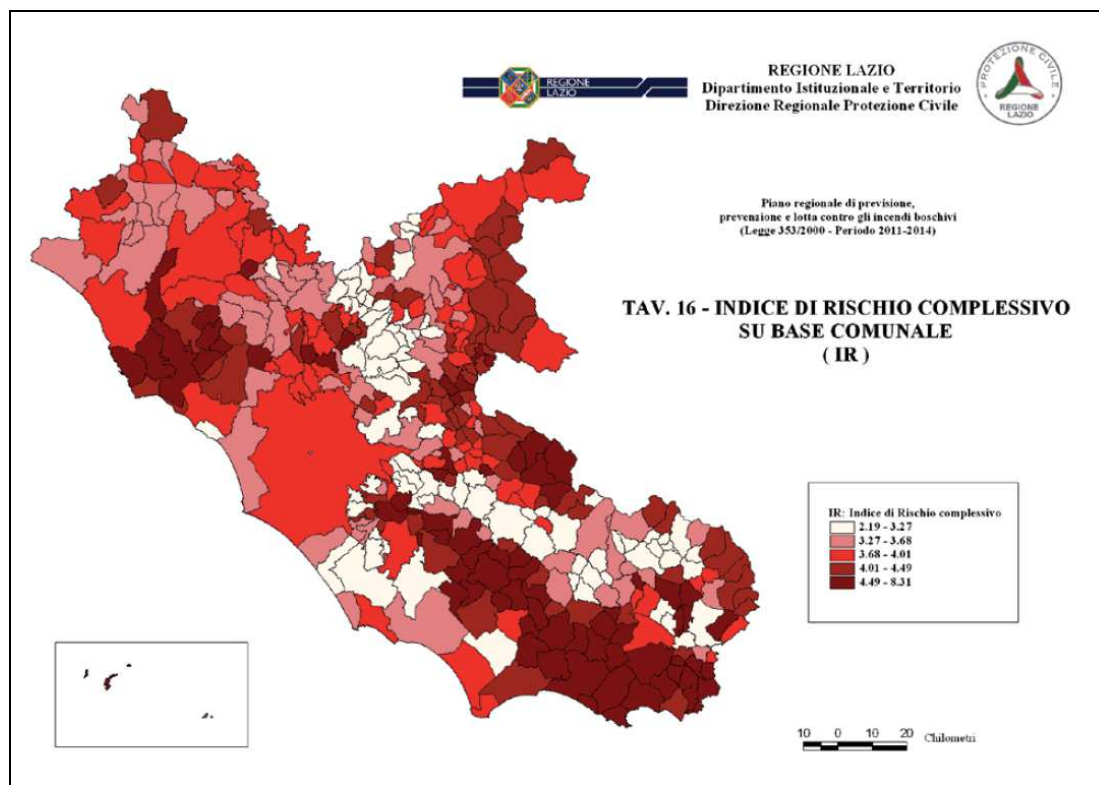 REGIONE
LAZIO
REGIONE LAZIO
Dipartimento Istituzionale e Territorio
Direzione Regionale Protezione Civile
PROTEZIONE CIVILE
REGIONE
LAZIO
Piano regionale di previsione,
prevenzione e lotta contro gli incendi boschivi
(Legge 353/2000 - Periodo 2011-2014)
TAV. 16 - INDICE DI RISCHIO COMPLESSIVO
SU BASE COMUNALE
( IR )
IR: Indice di Rischio complessivo
2.19 - 3.27
3.27 - 3.68
3.68 - 4.01
4.01 - 4.49
4.49 - 8.31
10 0 10 20 Chilometri